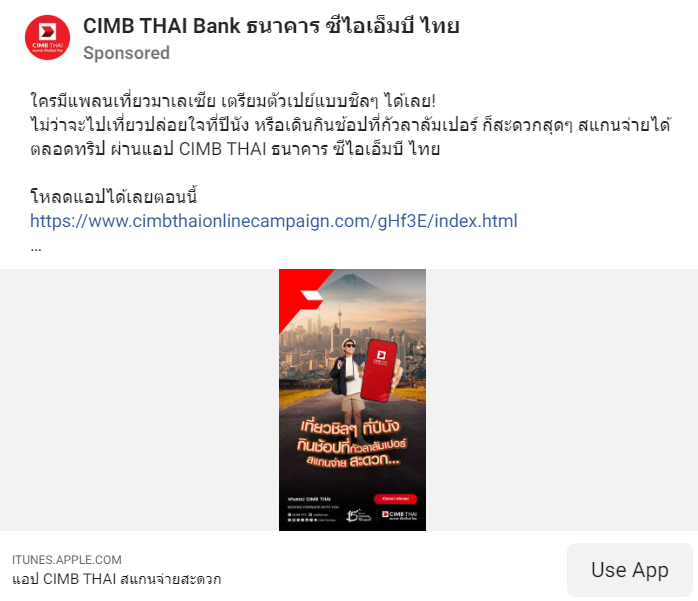 CIMB THAI Bank ธนาคาร ซีไอเอ็มบี ไทย
Sponsored
CIMB THAI
ใครมีแพลนเที่ยวมาเลเซีย เตรียมตัวเปย์แบบชิลๆ ได้เลย!
ไม่ว่าจะไปเที่ยวปล่อยใจที่ปีนัง หรือเดินกินช้อปที่กัวลาลัมเปอร์ ก็สะดวกสุดๆ สแกนจ่ายได้
ตลอดทริป ผ่านแอป CIMB THAI ธนาคาร ซีไอเอ็มบี ไทย
โหลดแอปได้เลยตอนนี้
https://www.cimbthaionlinecampaign.com/gHf3E/index.html
...
CIMB THAI
เที่ยวชิลๆ ที่ปีนัง
กินช้อปที่กัวลาลัมเปอร์
สแกนจ่าย สะดวก...
ผ่านแอป CIMB THAI
MOVING FORWARD WITH YOU
CIMB THAI
ITUNES.APPLE.COM
แอป CIMB THAI สแกนจ่ายสะดวก
Use App